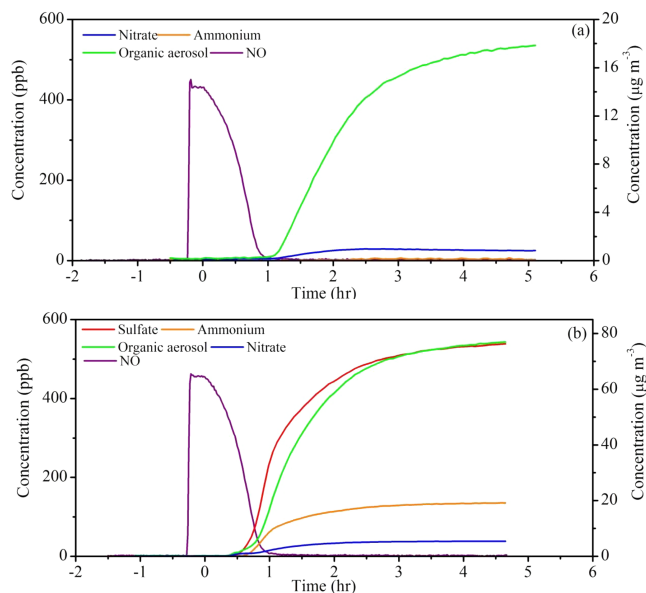 (a)
Nitrate Ammonium
Organic aerosol NO
Concentration (ppb)
600
400
200
0
Concentration (μg m⁻³)
20
16
12
8
4
0
-2 -1 0 1 2 3 4 5 6
Time (hr)
(b)
Sulfate Ammonium
Organic aerosol Nitrate
NO
Concentration (ppb)
600
400
200
0
Concentration (μg m⁻³)
80
60
40
20
0
-2 -1 0 1 2 3 4 5 6
Time (hr)